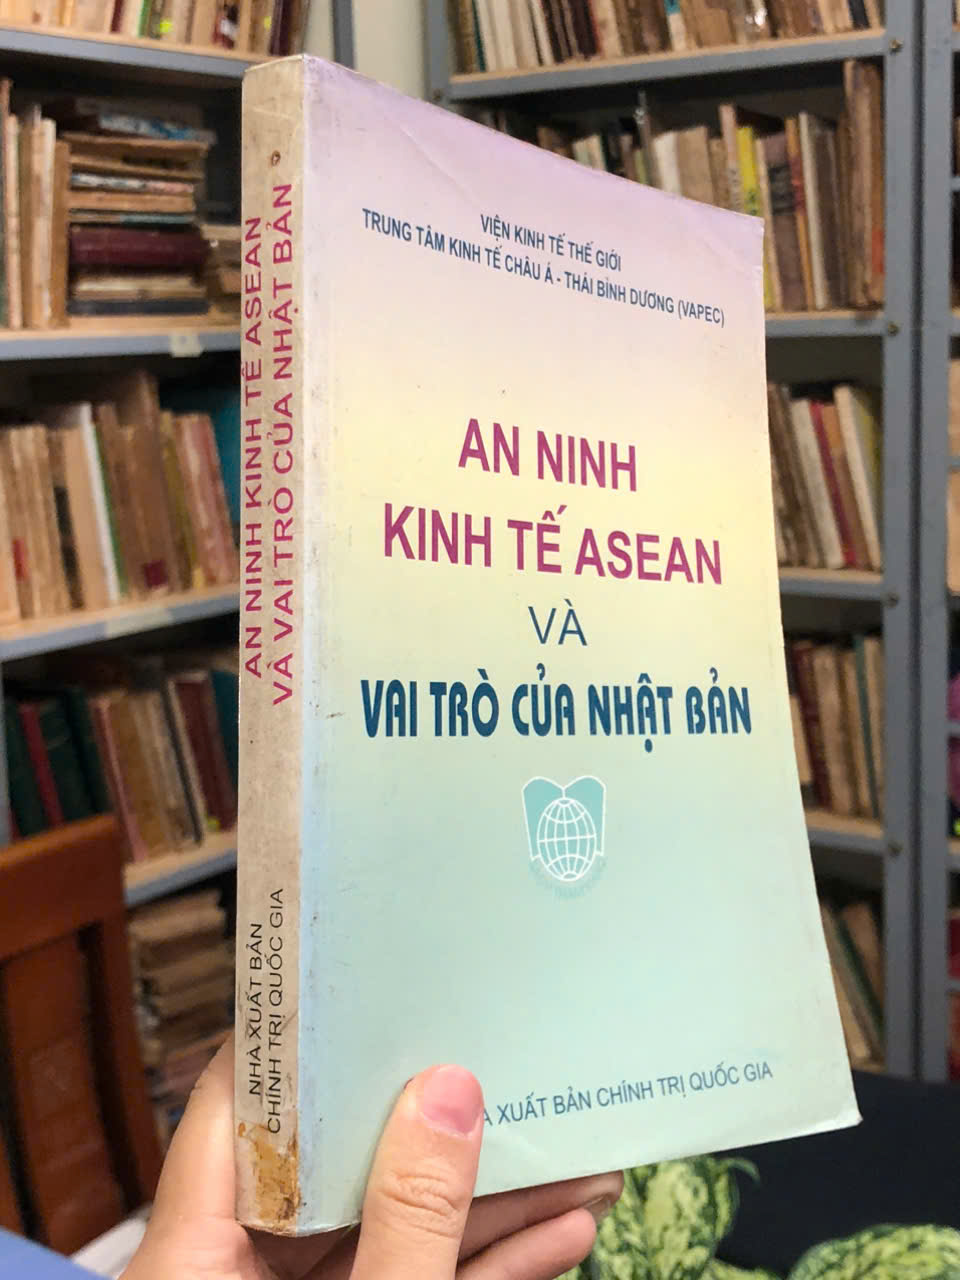 VIỆN KINH TẾ THẾ GIỚI
TRUNG TÂM KINH TẾ CHÂU Á - THÁI BÌNH DƯƠNG (VAPEC)
AN NINH
KINH TẾ ASEAN
VÀ
VAI TRÒ CỦA NHẬT BẢN
XUẤT BẢN CHÍNH TRỊ QUỐC GIA
AN NINH KINH TẾ ASEAN
VÀ VAI TRÒ CỦA NHẬT BẢN
NHÀ XUẤT BẢN
CHÍNH TRỊ QUỐC GIA